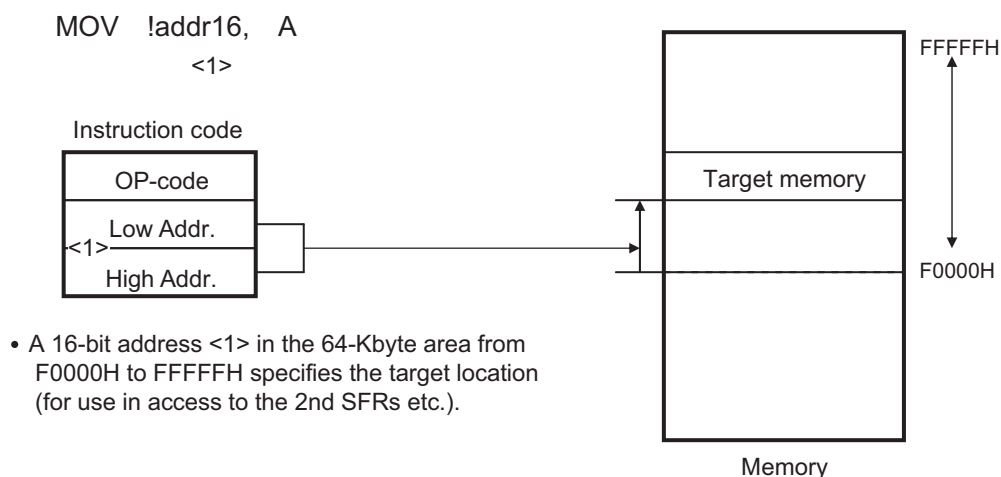 MOV !addr16, A
<1>
Instruction code
OP-code
Low Addr.
<1>
High Addr.
FFFFFH
Target memory
F0000H
Memory
• A 16-bit address <1> in the 64-Kbyte area from
F0000H to FFFFFH specifies the target location
(for use in access to the 2nd SFRs etc.).